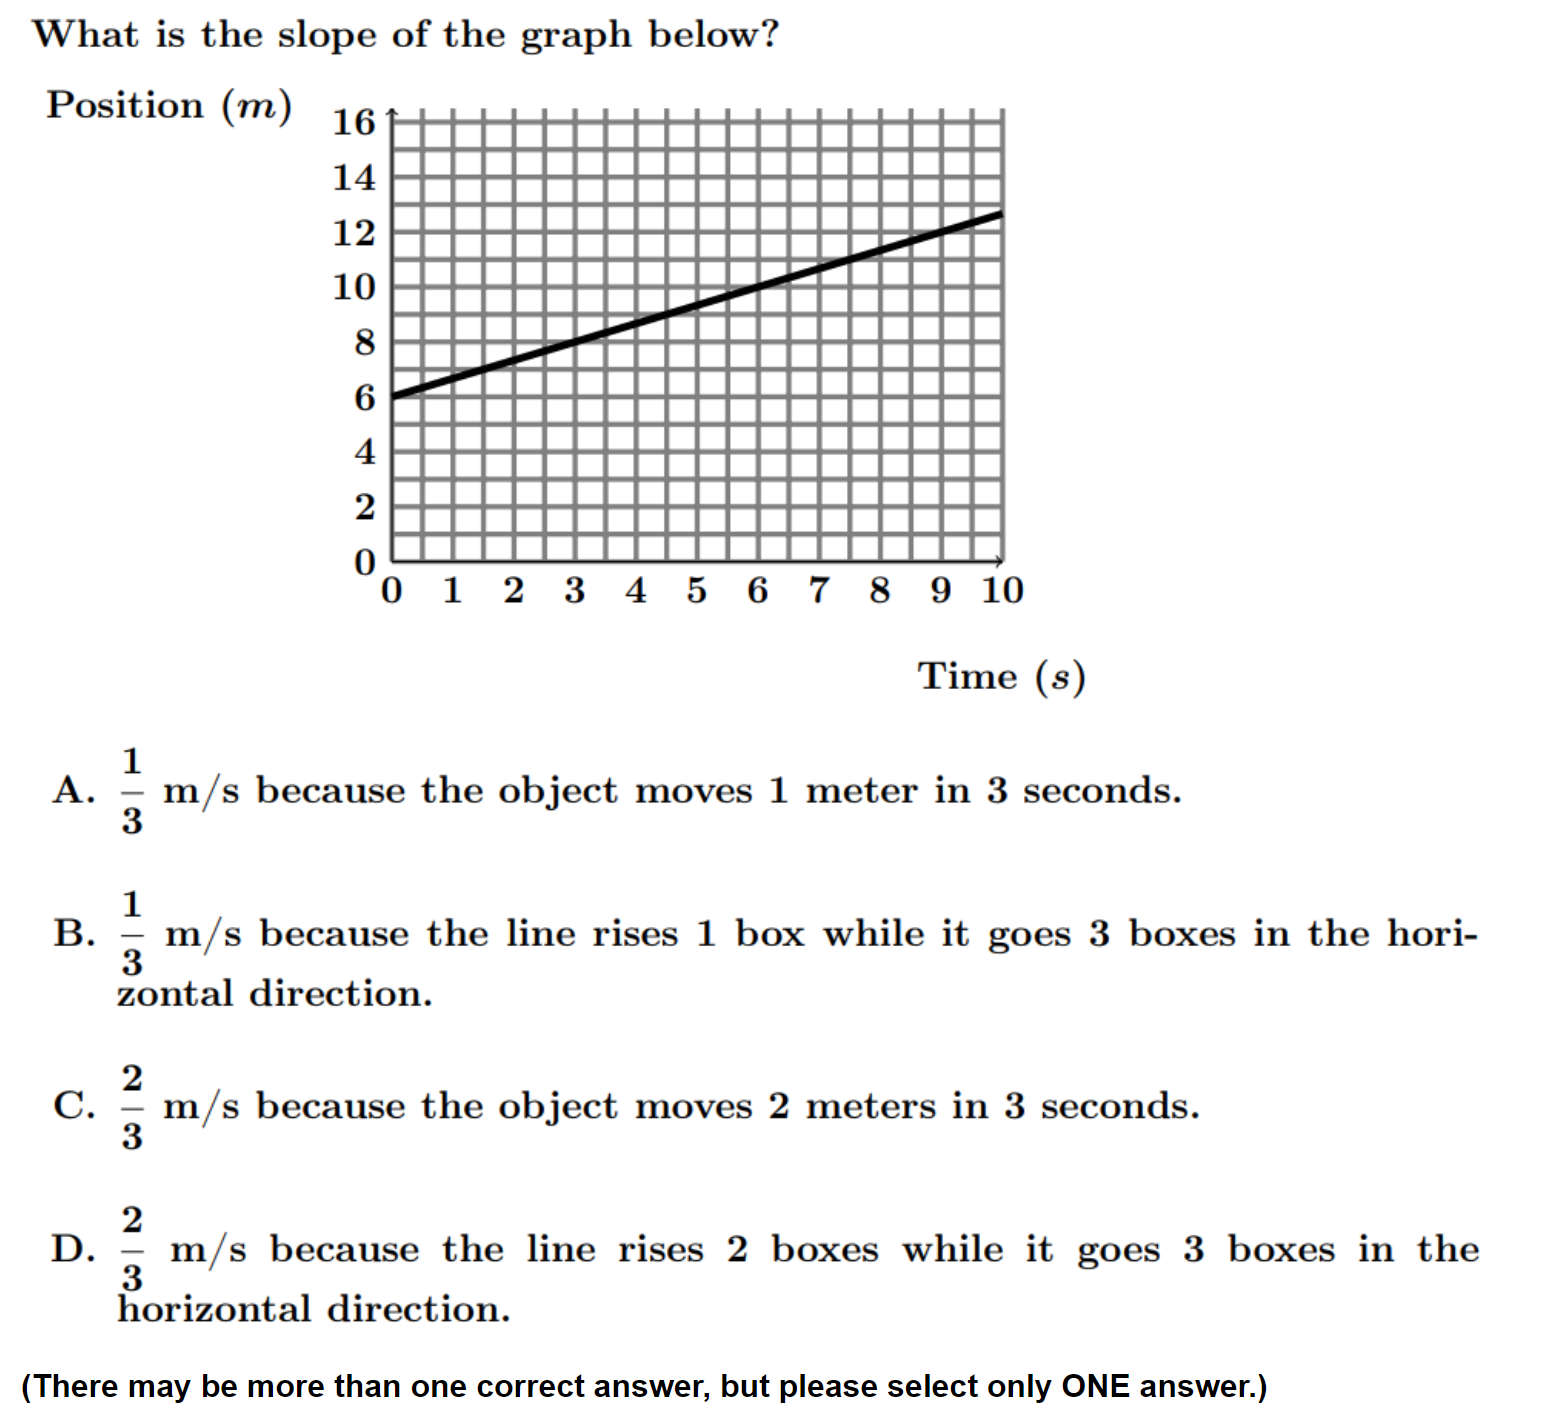 What is the slope of the graph below?
Position (m)
16
14
12
10
8
6
4
2
0
0 1 2 3 4 5 6 7 8 9 10
Time (s)
A. 1/3 m/s because the object moves 1 meter in 3 seconds.
B. 1/3 m/s because the line rises 1 box while it goes 3 boxes in the hori-
zontal direction.
C. 2/3 m/s because the object moves 2 meters in 3 seconds.
D. 2/3 m/s because the line rises 2 boxes while it goes 3 boxes in the
horizontal direction.
(There may be more than one correct answer, but please select only ONE answer.)